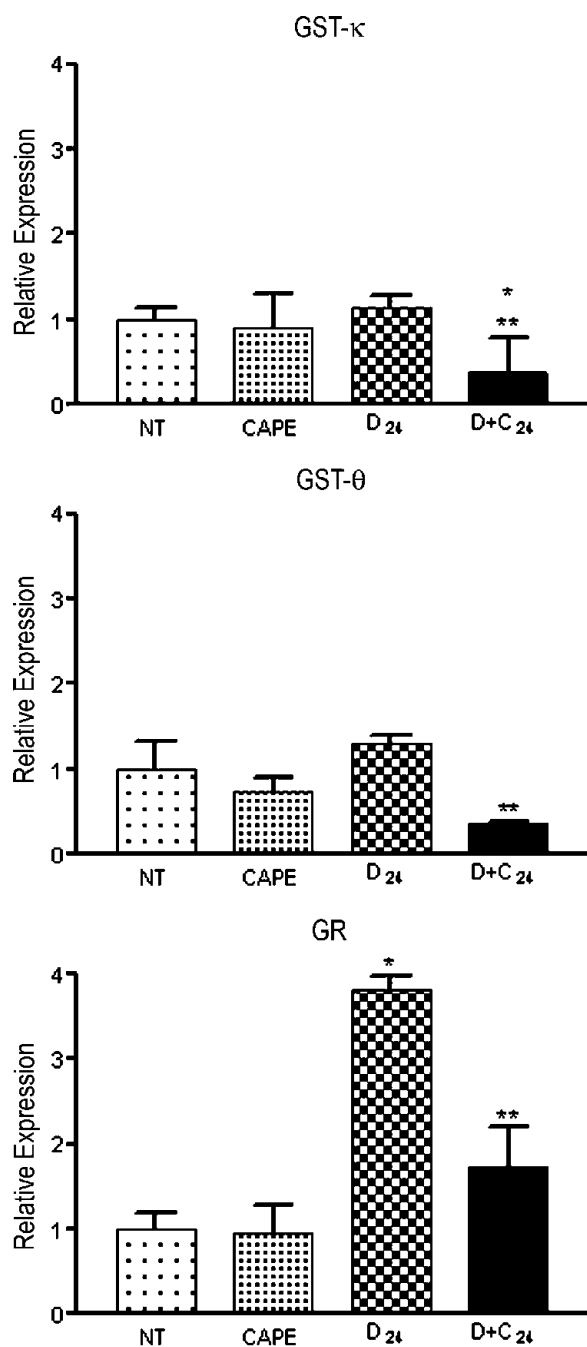 GST-κ
Relative Expression
4
3
2
1
0
*
**
NT CAPE D 24 D+C 24
GST-θ
Relative Expression
4
3
2
1
0
**
NT CAPE D 24 D+C 24
GR
Relative Expression
4
3
2
1
0
*
**
NT CAPE D 24 D+C 24